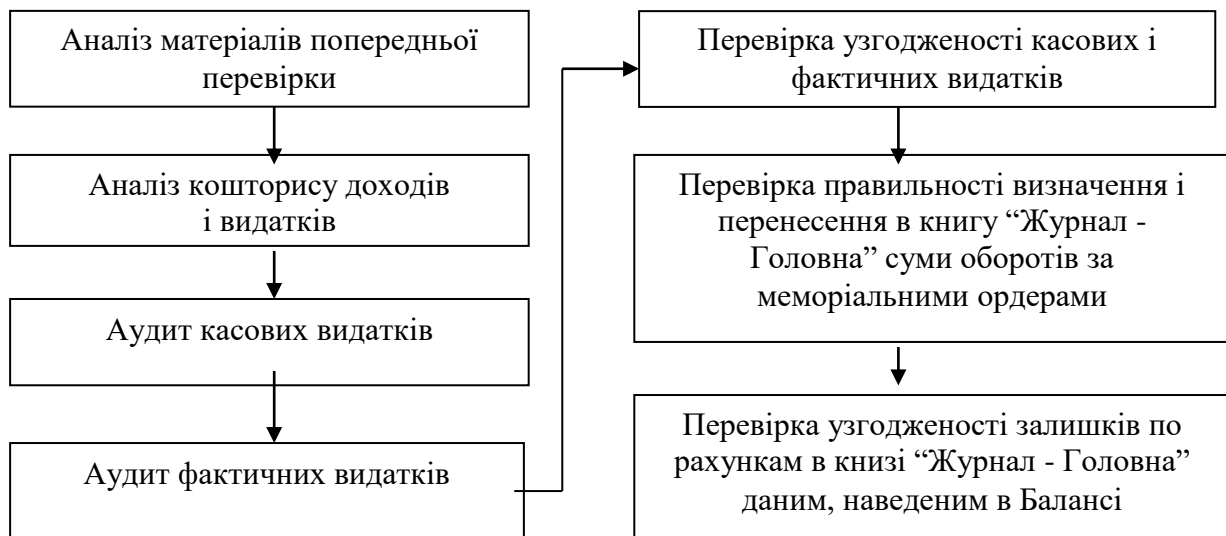 Аналіз матеріалів попередньої
перевірки
Аналіз кошторису доходів
і видатків
Аудит касових видатків
Аудит фактичних видатків
Перевірка узгодженості касових і
фактичних видатків
Перевірка правильності визначення і
перенесення в книгу “Журнал -
Головна” суми оборотів за
меморіальними ордерами
Перевірка узгодженості залишків по
рахункам в книзі “Журнал - Головна”
даним, наведеним в Балансі